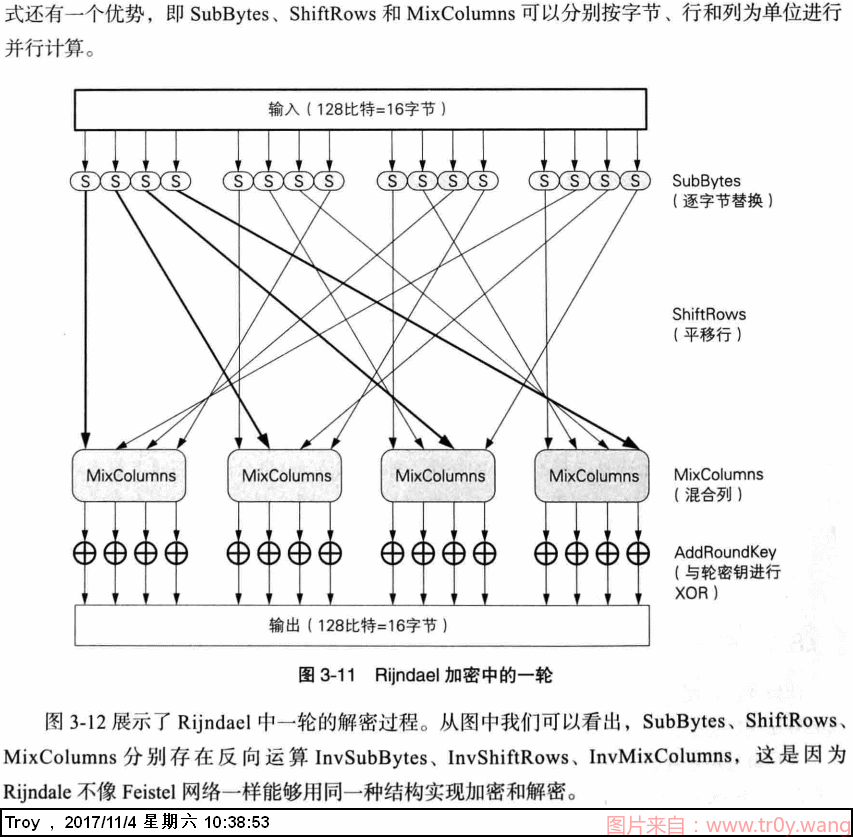 式还有一个优势，即 SubBytes、ShiftRows 和 MixColumns 可以分别按字节、行和列为单位进行
并行计算。
输入（128比特=16字节）
S S S S S S S S S S S S S S S S
SubBytes
（逐字节替换）
ShiftRows
（平移行）
MixColumns MixColumns MixColumns MixColumns
MixColumns
（混合列）
AddRoundKey
（与轮密钥进行
XOR）
输出（128比特=16字节）
图 3-11 Rijndael 加密中的一轮
图 3-12 展示了 Rijndael 中一轮的解密过程。从图中我们可以看出，SubBytes、ShiftRows、
MixColumns 分别存在反向运算 InvSubBytes、InvShiftRows、InvMixColumns，这是因为
Rijndale 不像 Feistel 网络一样能够用同一种结构实现加密和解密。
Troy , 2017/11/4 星期六 10:38:53
图片来自：www.tr0y.wang